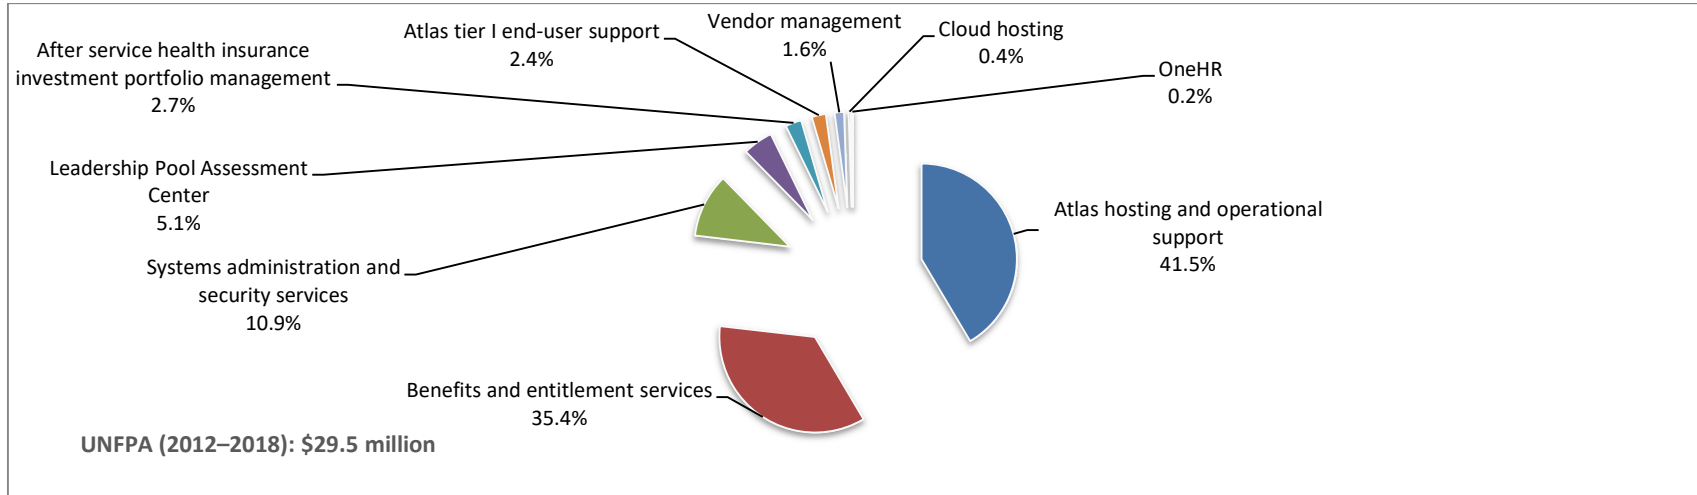 After service health insurance
investment portfolio management
2.7%
Atlas tier I end-user support
2.4%
Vendor management
1.6%
Cloud hosting
0.4%
OneHR
0.2%
Leadership Pool Assessment
Center
5.1%
Atlas hosting and operational
support
41.5%
Systems administration and
security services
10.9%
Benefits and entitlement services
35.4%
UNFPA (2012–2018): $29.5 million